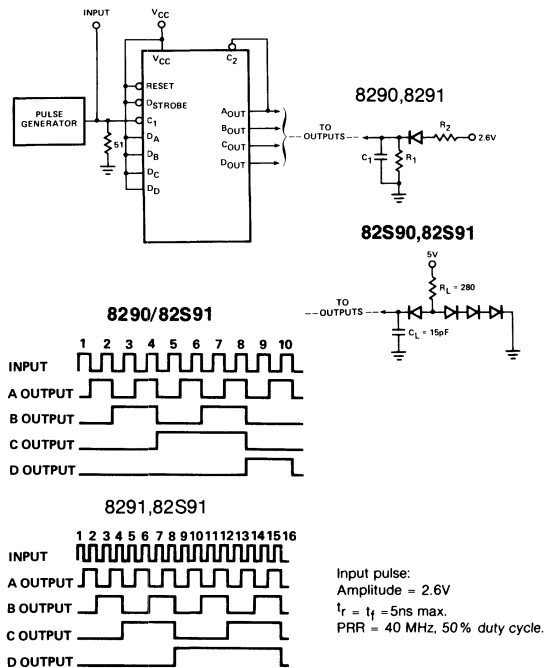 INPUT
VCC
VCC
C2
RESET
DSTROBE
C1
DA
DB
DC
DD
PULSE
GENERATOR
51
AOUT
BOUT
COUT
DOUT
TO
OUTPUTS
8290,8291
R2
2.6V
C1
R1
82S90,82S91
5V
RL = 280
TO
OUTPUTS
CL = 15pF
8290/82S91
1 2 3 4 5 6 7 8 9 10
INPUT
A OUTPUT
B OUTPUT
C OUTPUT
D OUTPUT
8291,82S91
1 2 3 4 5 6 7 8 9 10 11 12 13 14 15 16
INPUT
A OUTPUT
B OUTPUT
C OUTPUT
D OUTPUT
Input pulse:
Amplitude = 2.6V
tr = tf = 5ns max.
PRR = 40 MHz, 50% duty cycle.